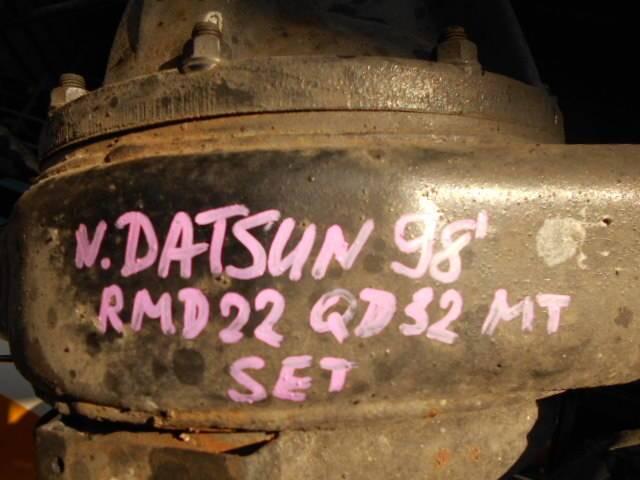 N.DATSUN 98'
RMD22 QD32 MT
SET